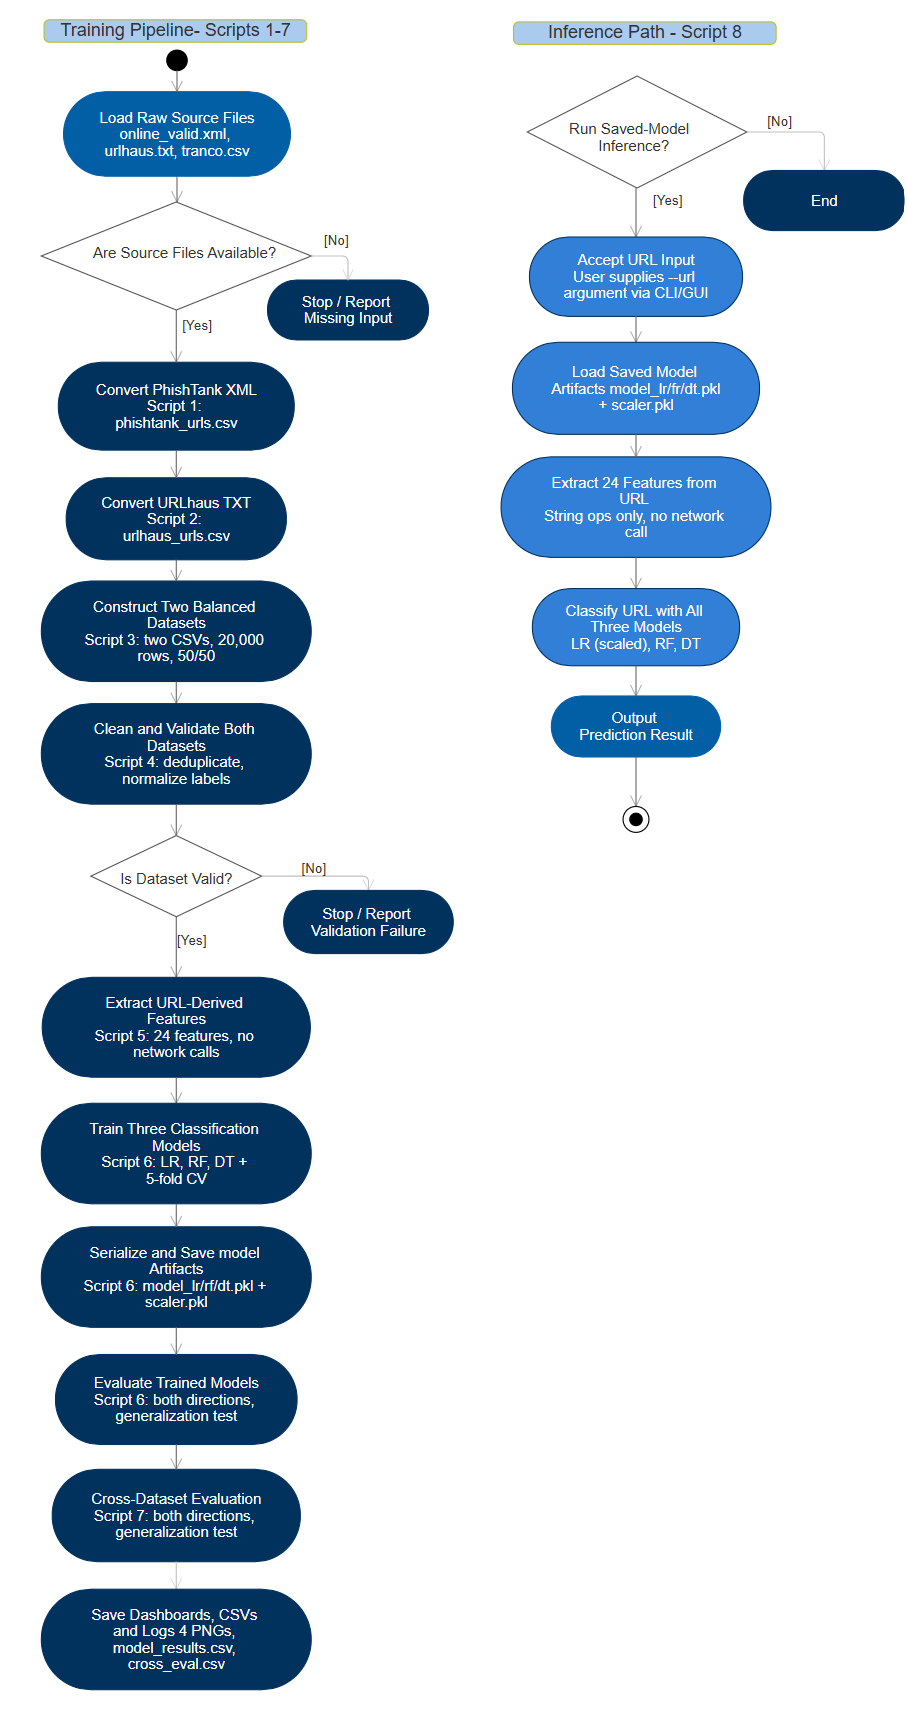 Training Pipeline- Scripts 1-7
Load Raw Source Files
online_valid.xml,
urlhaus.txt, tranco.csv
Are Source Files Available?
[No]
Stop / Report
Missing Input
[Yes]
Convert PhishTank XML
Script 1:
phishtank_urls.csv
Convert URLhaus TXT
Script 2:
urlhaus_urls.csv
Construct Two Balanced
Datasets
Script 3: two CSVs, 20,000
rows, 50/50
Clean and Validate Both
Datasets
Script 4: deduplicate,
normalize labels
Is Dataset Valid?
[No]
Stop / Report
Validation Failure
[Yes]
Extract URL-Derived
Features
Script 5: 24 features, no
network calls
Train Three Classification
Models
Script 6: LR, RF, DT +
5-fold CV
Serialize and Save model
Artifacts
Script 6: model_lr/rf/dt.pkl +
scaler.pkl
Evaluate Trained Models
Script 6: both directions,
generalization test
Cross-Dataset Evaluation
Script 7: both directions,
generalization test
Save Dashboards, CSVs
and Logs 4 PNGs,
model_results.csv,
cross_eval.csv
Inference Path - Script 8
Run Saved-Model
Inference?
[No]
End
[Yes]
Accept URL Input
User supplies --url
argument via CLI/GUI
Load Saved Model
Artifacts model_lr/fr/dt.pkl
+ scaler.pkl
Extract 24 Features from
URL
String ops only, no network
call
Classify URL with All
Three Models
LR (scaled), RF, DT
Output
Prediction Result